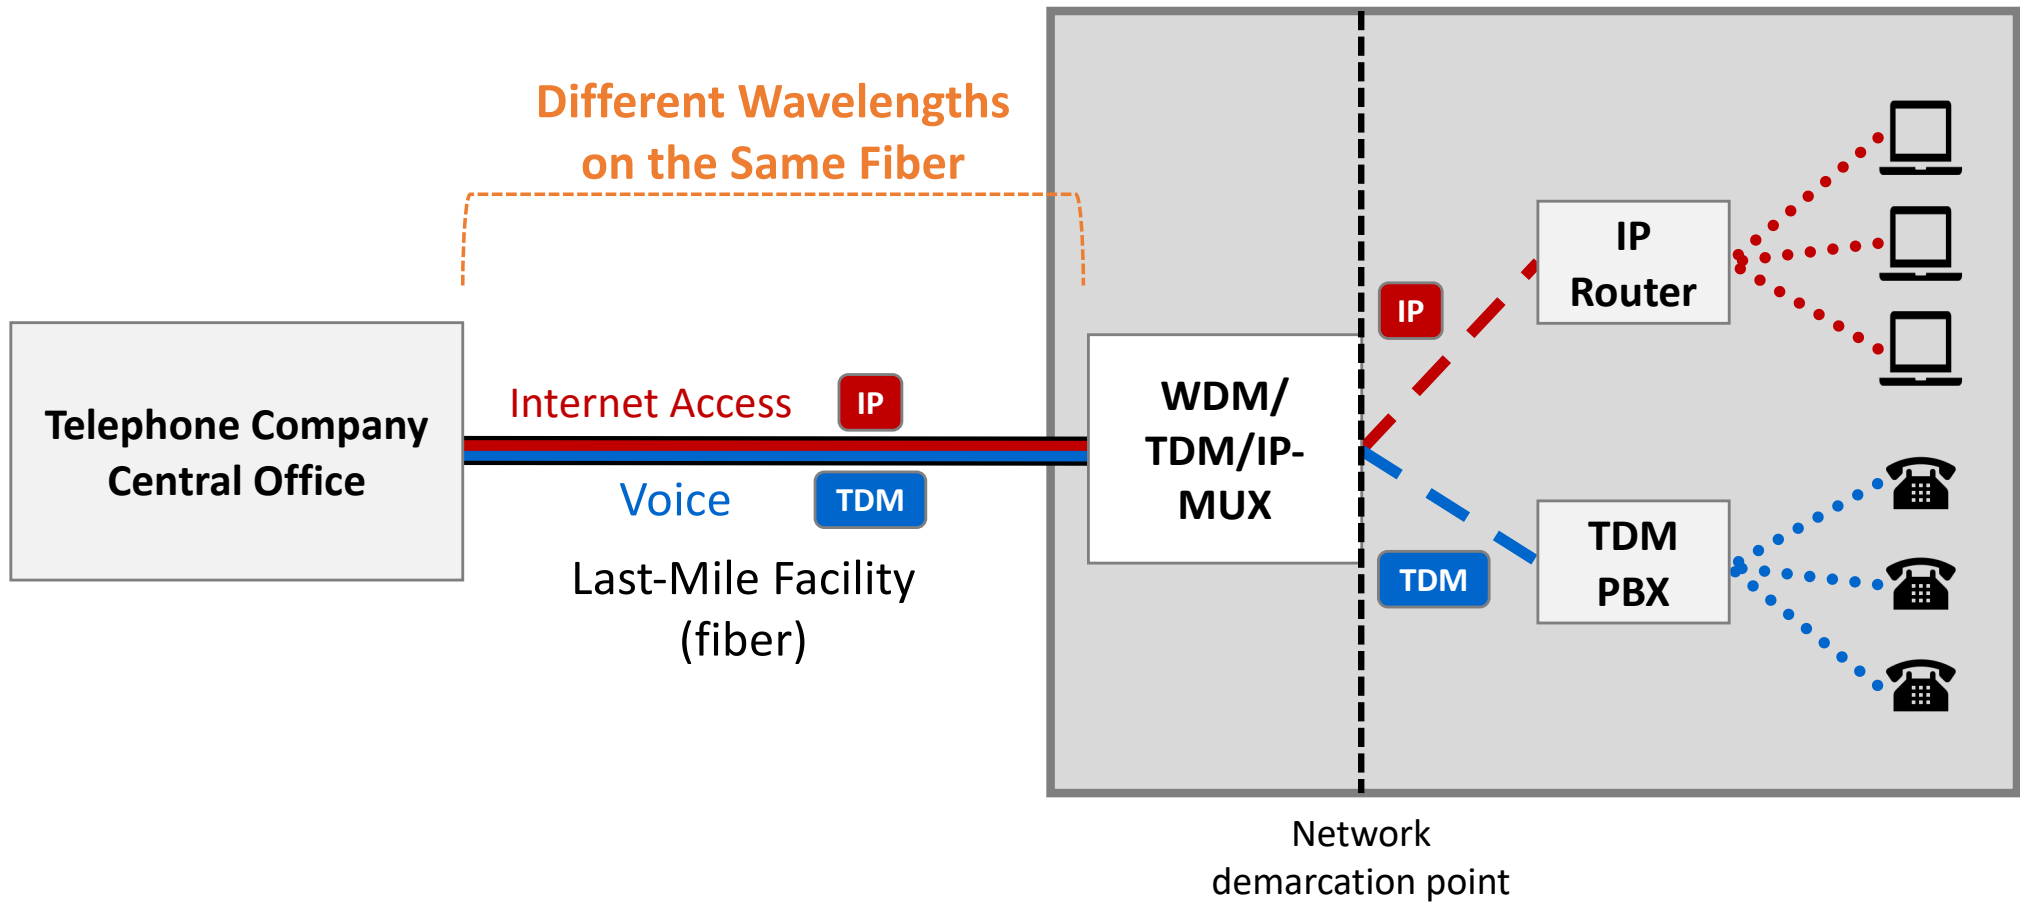 Different Wavelengths
on the Same Fiber
Telephone Company
Central Office
Internet Access
IP
Voice
TDM
Last-Mile Facility
(fiber)
WDM/
TDM/IP-
MUX
IP
TDM
IP
Router
TDM
PBX
Network
demarcation point